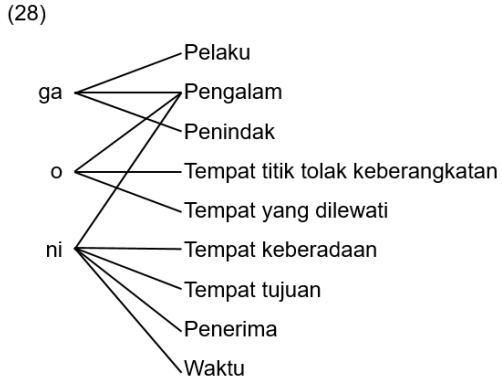 (28)
Pelaku
ga Pengalam
Penindak
o Tempat titik tolak keberangkatan
Tempat yang dilewati
ni Tempat keberadaan
Tempat tujuan
Penerima
Waktu